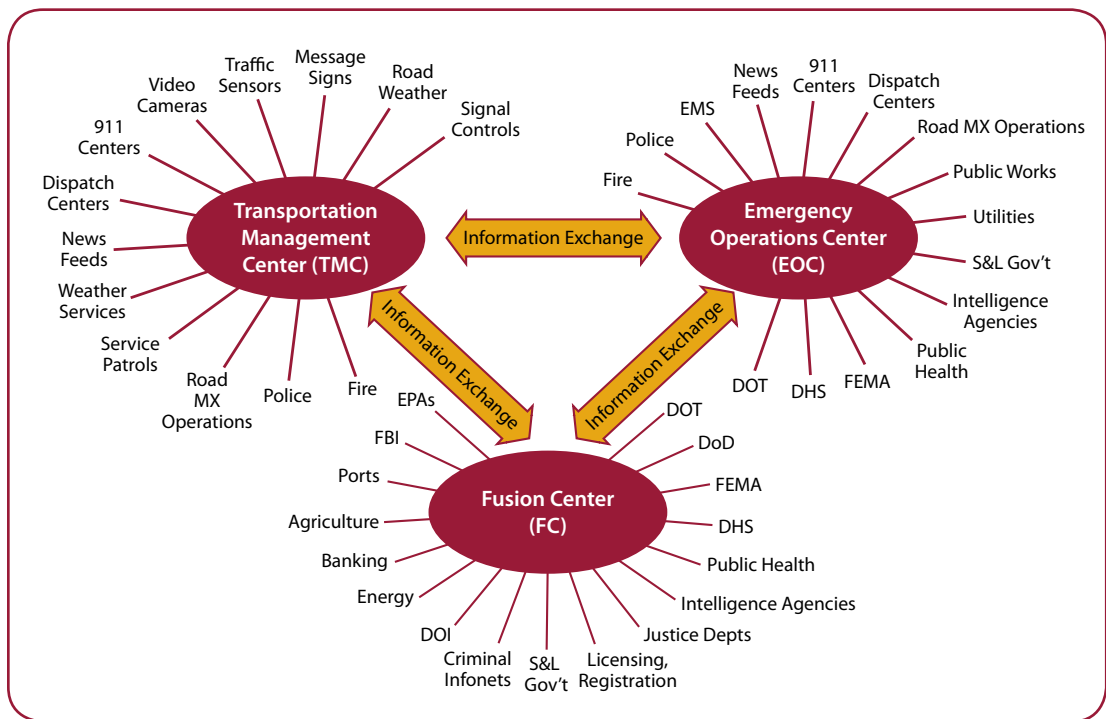 Message
Signs
Traffic
Sensors
Road
Weather
Video
Cameras
Signal
Controls
911
Centers
Dispatch
Centers
News
Feeds
Weather
Services
Service
Patrols
Road
MX
Operations
Police
Fire
Transportation
Management
Center (TMC)
Information Exchange
911
Centers
News
Feeds
Dispatch
Centers
EMS
Road MX Operations
Police
Public Works
Fire
Utilities
S&L Gov’t
Intelligence
Agencies
Public
Health
FEMA
DHS
DOT
Emergency
Operations Center
(EOC)
Information Exchange
Information Exchange
EPAs
FBI
Ports
Agriculture
Banking
Energy
DOI
Criminal
Infonets
S&L
Gov’t
Licensing,
Registration
Justice Depts
Intelligence Agencies
Public Health
DHS
FEMA
DoD
DOT
Fusion Center
(FC)